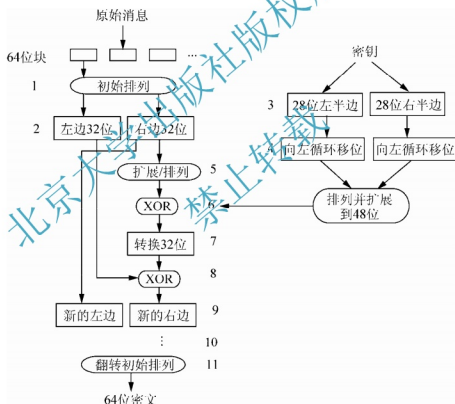 原始消息
64位块
…
密钥
1
初始排列
2
左边32位
右边32位
3
28位左半边
28位右半边
4
向左循环移位
向左循环移位
扩展/排列
5
XOR
6
排列并扩展
到48位
转换32位
7
XOR
8
新的左边
新的右边
9
⋮
10
翻转初始排列
11
64位密文
北京大学出版社版权所
禁止转载